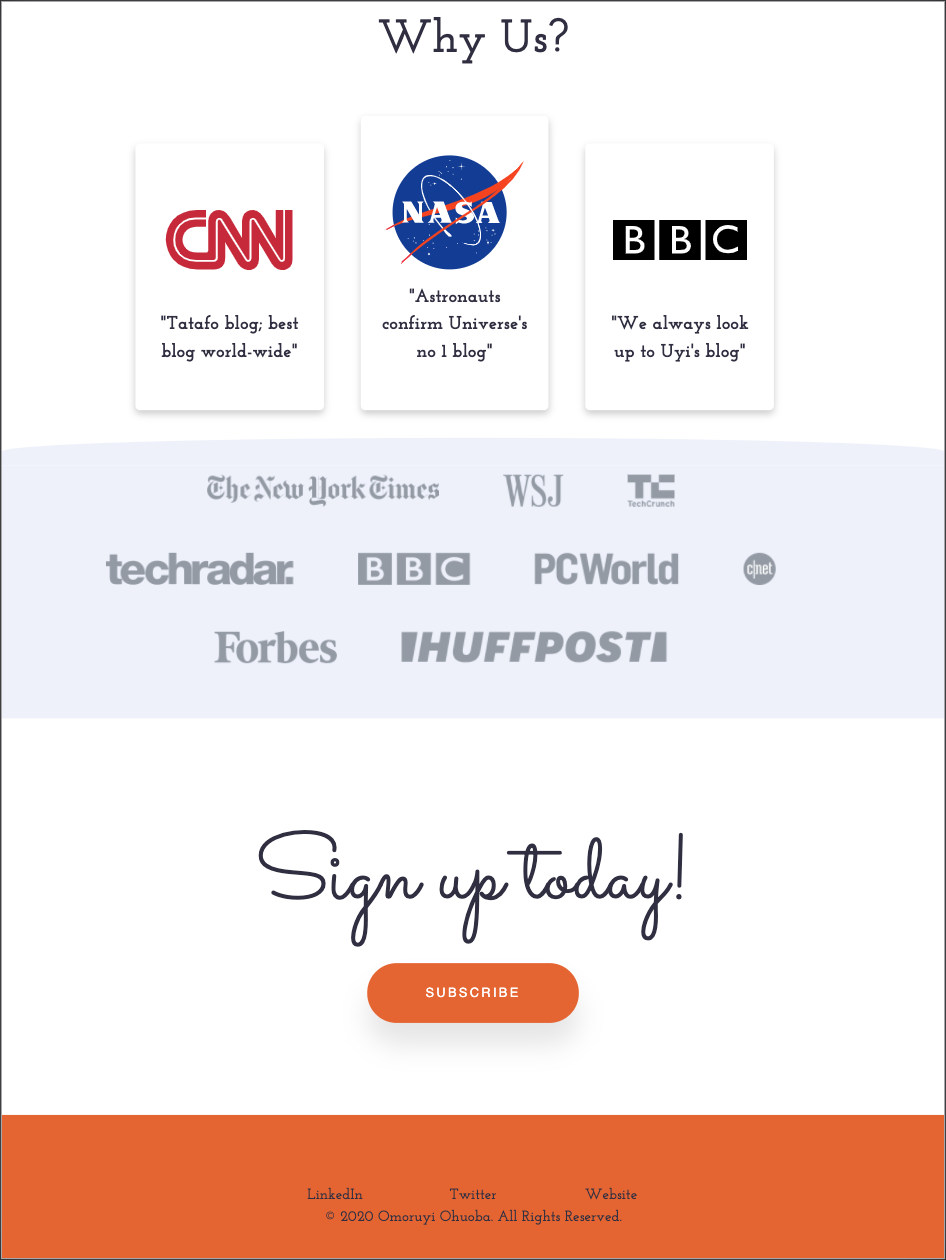 Why Us?
CNN
NASA
BBC
"Tatafo blog; best
blog world-wide"
"Astronauts
confirm Universe's
no 1 blog"
"We always look
up to Uyi's blog"
The New York Times
WSJ
TC
TechCrunch
techradar.
BBC
PCWorld
c|net
Forbes
HUFFPOST
Sign up today!
SUBSCRIBE
LinkedIn Twitter Website
© 2020 Omoruyi Ohuoba. All Rights Reserved.